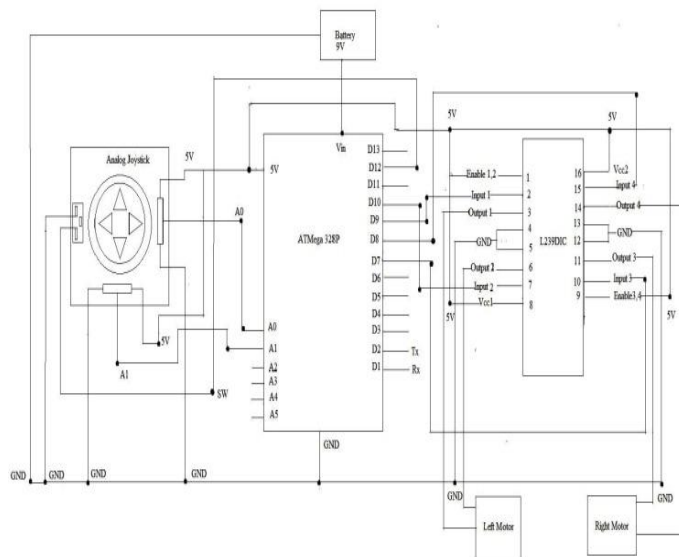 Battery
9V
Analog Joystick
5V
A0
5V
A1
SW
GND
GND
GND
GND
Vin
5V
ATMega 328P
D13
D12
D11
D10
D9
D8
D7
D6
D5
D4
D3
D2
Tx
D1
Rx
A0
A1
A2
A3
A4
A5
GND
5V
5V
5V
Enable 1,2
Input 1
Output 1
GND
Output 2
Input 2
Vcc1
5V
5V
1
2
3
4
5
6
7
8
L239DIC
16
15
14
13
12
11
10
9
Vcc2
Input 4
Output 4
GND
Output 3
Input 3
Enable3,4
GND
GND
Left Motor
Right Motor